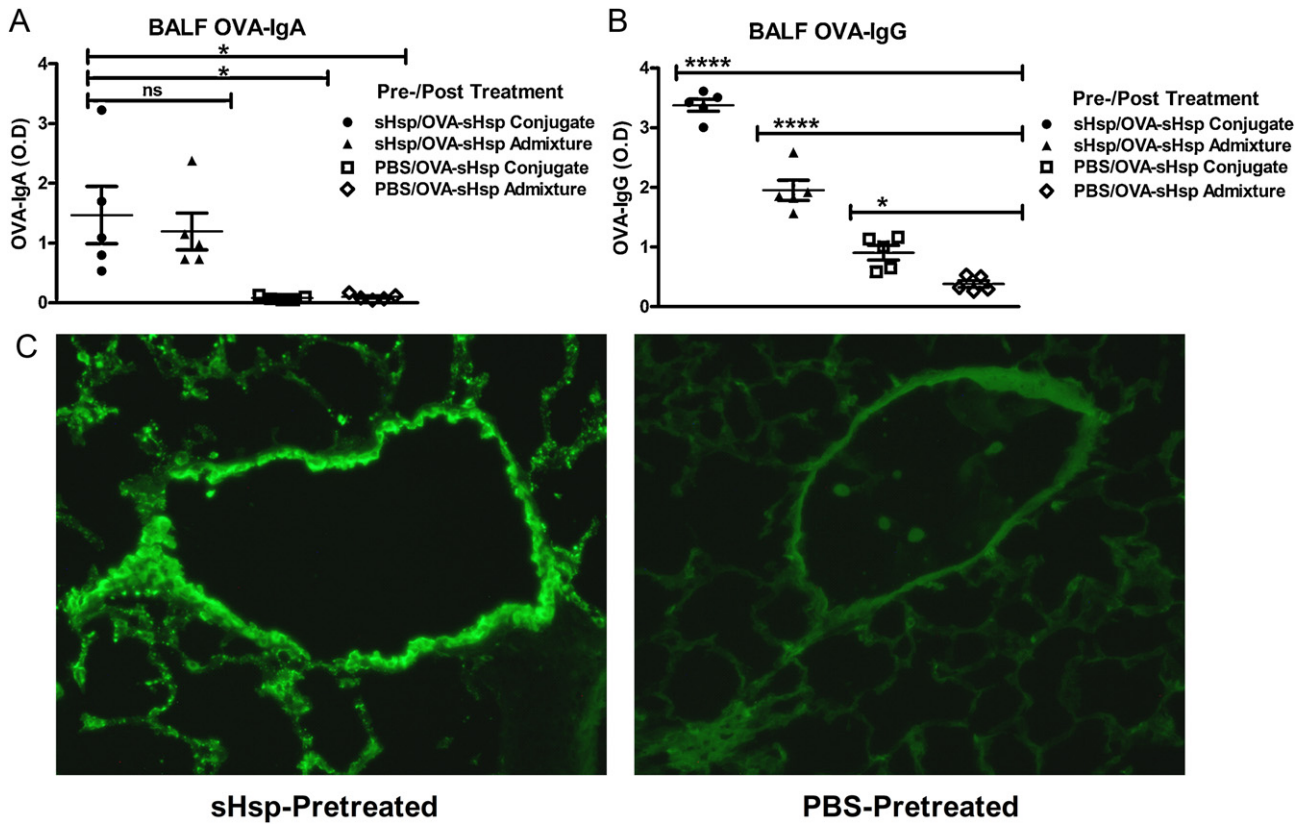 A
BALF OVA-IgA
*
*
ns
4
3
2
1
0
OVA-IgA (O.D)
Pre-/Post Treatment
sHsp/OVA-sHsp Conjugate
sHsp/OVA-sHsp Admixture
PBS/OVA-sHsp Conjugate
PBS/OVA-sHsp Admixture
B
BALF OVA-IgG
****
****
*
4
3
2
1
0
OVA-IgG (O.D)
Pre-/Post Treatment
sHsp/OVA-sHsp Conjugate
sHsp/OVA-sHsp Admixture
PBS/OVA-sHsp Conjugate
PBS/OVA-sHsp Admixture
C
sHsp-Pretreated
PBS-Pretreated